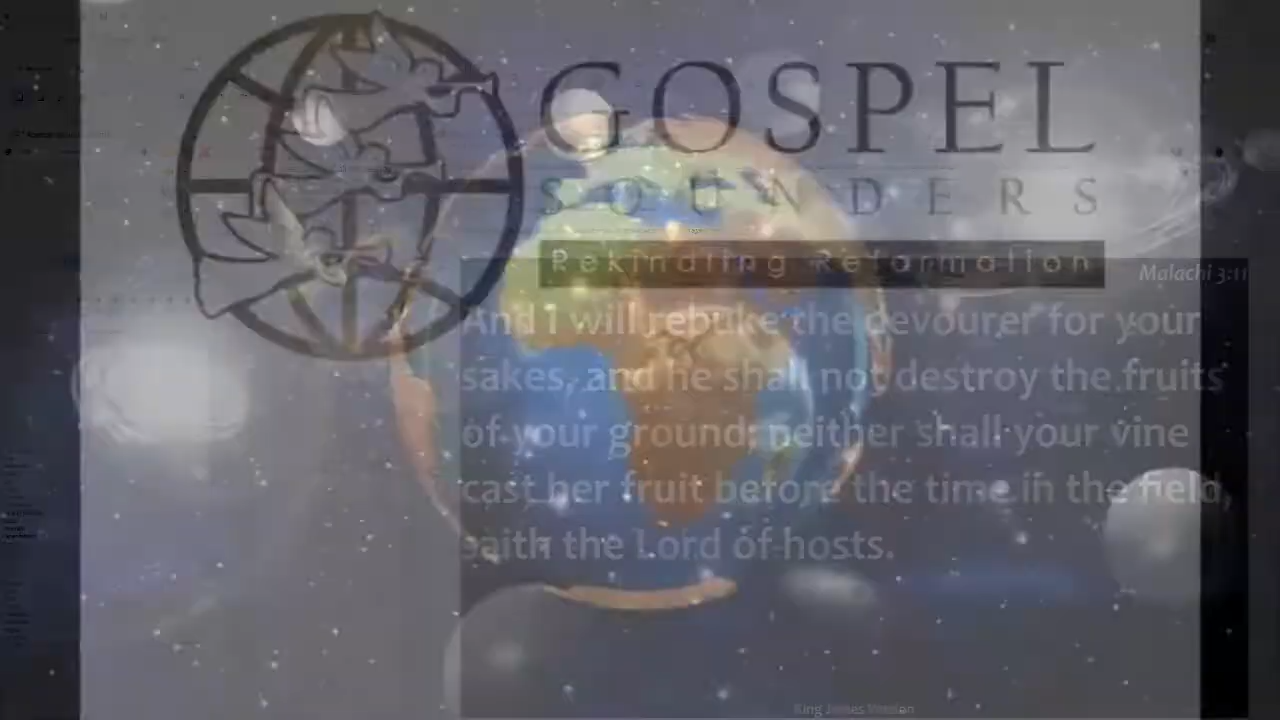 GOSPEL
SOUNDERS
Rekindling Reformation
Malachi 3:11
And I will rebuke the devourer for your
sakes, and he shall not destroy the fruits
of your ground; neither shall your vine
cast her fruit before the time in the field,
saith the Lord of hosts.
King James Version